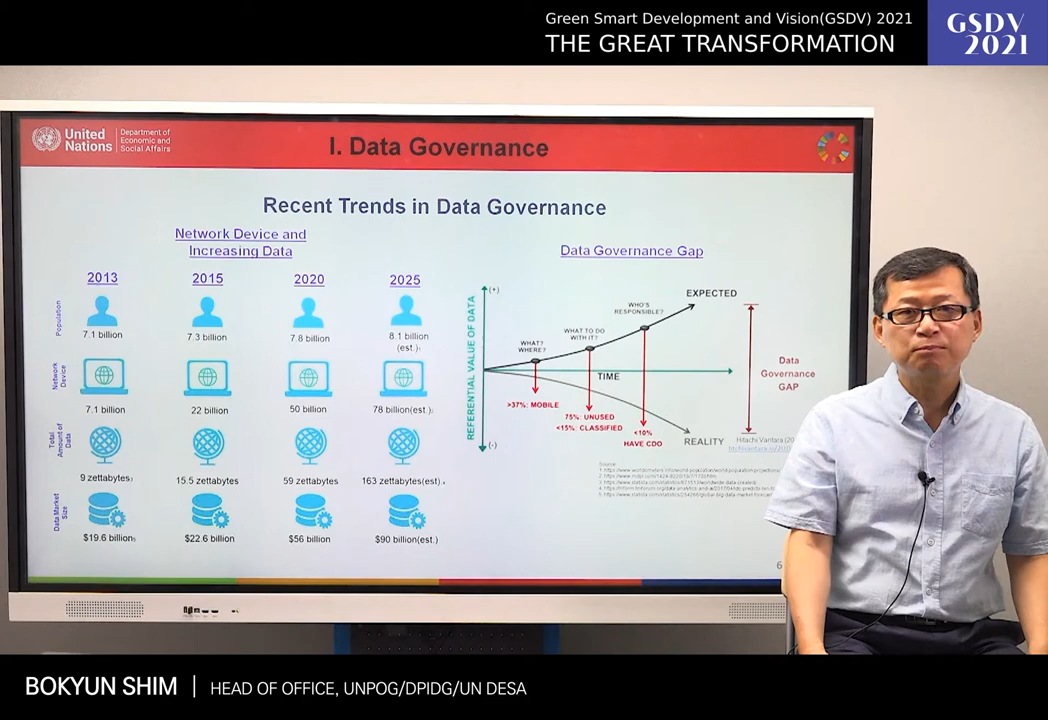 Green Smart Development and Vision(GSDV) 2021
THE GREAT TRANSFORMATION
GSDV
2021
United
Nations
Department of
Economic and
Social Affairs
I. Data Governance
Recent Trends in Data Governance
Network Device and
Increasing Data
2013 2015 2020 2025
Population
7.1 billion 7.3 billion 7.8 billion 8.1 billion
(est.)
Network
Device
7.1 billion 22 billion 50 billion 78 billion(est.)
Total
Amount of
Data
9 zettabytes 15.5 zettabytes 59 zettabytes 163 zettabytes(est).
Data Market
Size
$19.6 billion $22.6 billion $56 billion $90 billion(est.)
Data Governance Gap
REFERENTIAL VALUE OF DATA
(+)
(-)
EXPECTED
WHO'S
RESPONSIBLE?
WHAT TO DO
WITH IT?
WHAT?
WHERE?
TIME
>37%: MOBILE
75%: UNUSED
<15%: CLASSIFIED
<10%
HAVE CDO
REALITY
Data
Governance
GAP
Hitachi Vantara (20
Source
6
BOKYUN SHIM | HEAD OF OFFICE, UNPOG/DPIDG/UN DESA